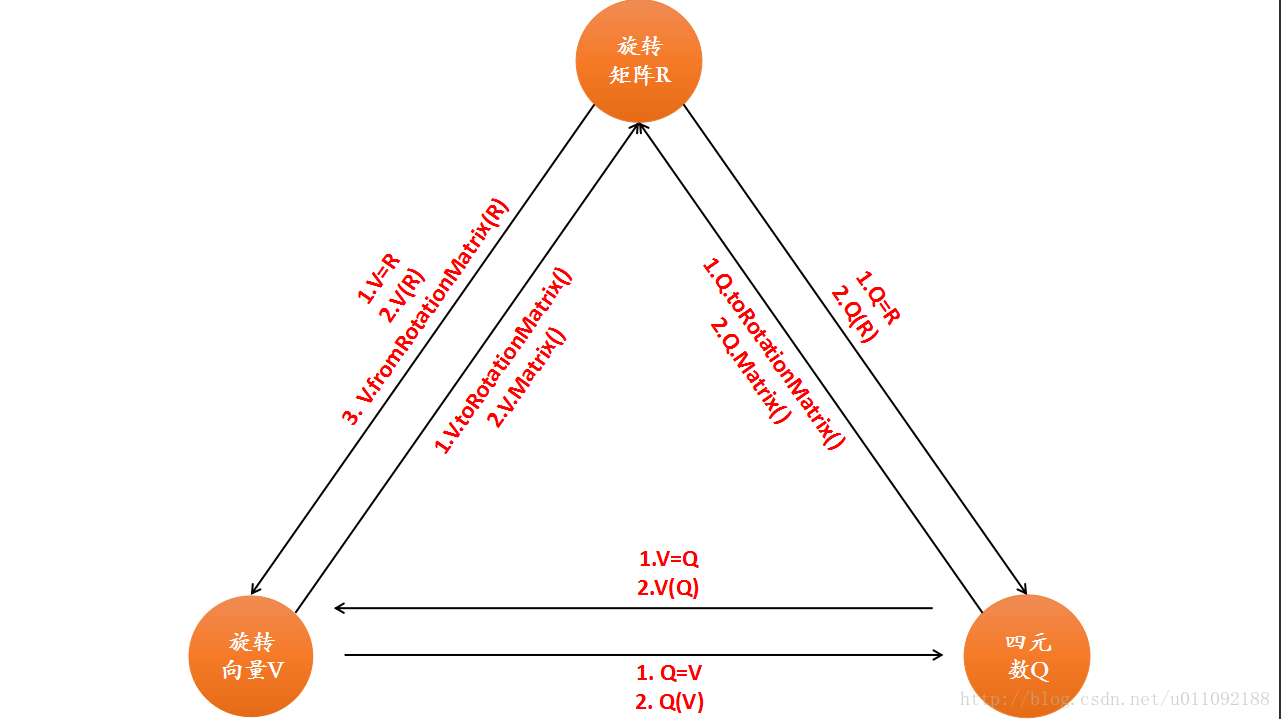 旋转
矩阵R
1.V=R
2.V(R)
3. V.fromRotationMatrix(R)
1.V.toRotationMatrix()
2.V.Matrix()
1.Q.toRotationMatrix()
2.Q.Matrix()
1.Q=R
2.Q(R)
1.V=Q
2.V(Q)
旋转
向量V
1. Q=V
2. Q(V)
四元
数Q
http://blog.csdn.net/u011092188